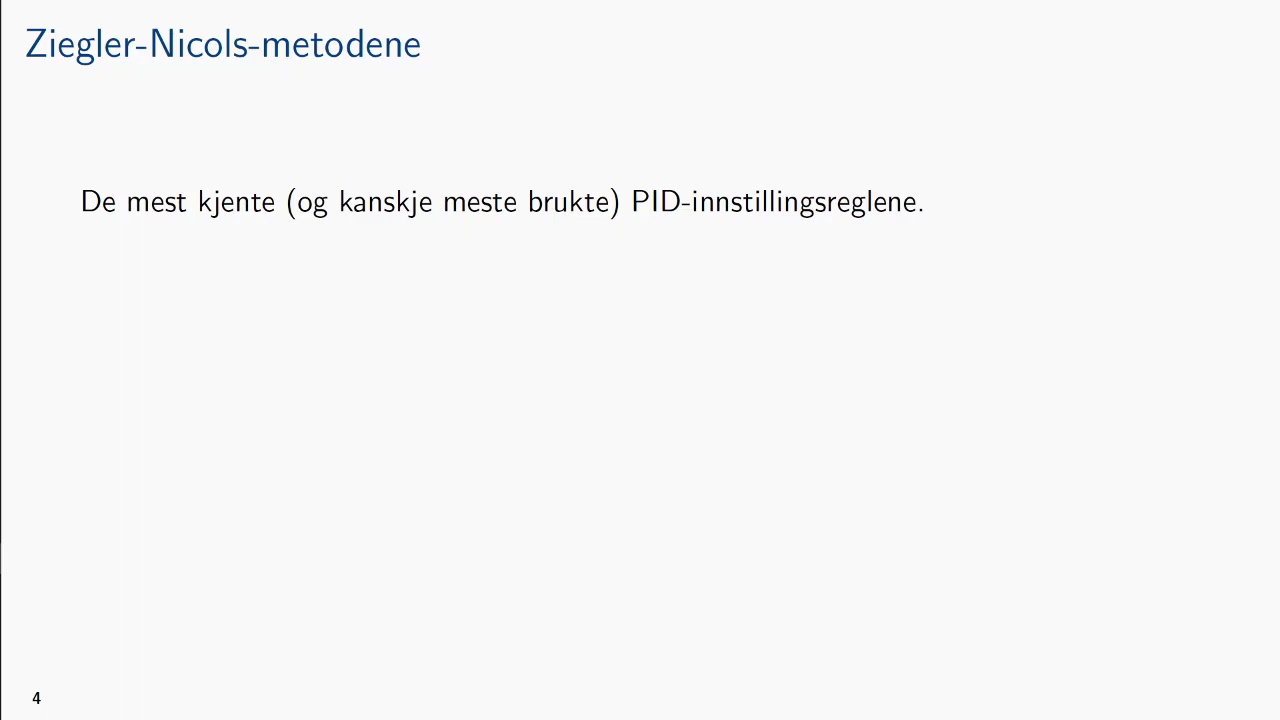 Ziegler-Nicols-metodene
De mest kjente (og kanskje meste brukte) PID-innstillingsreglene.
4